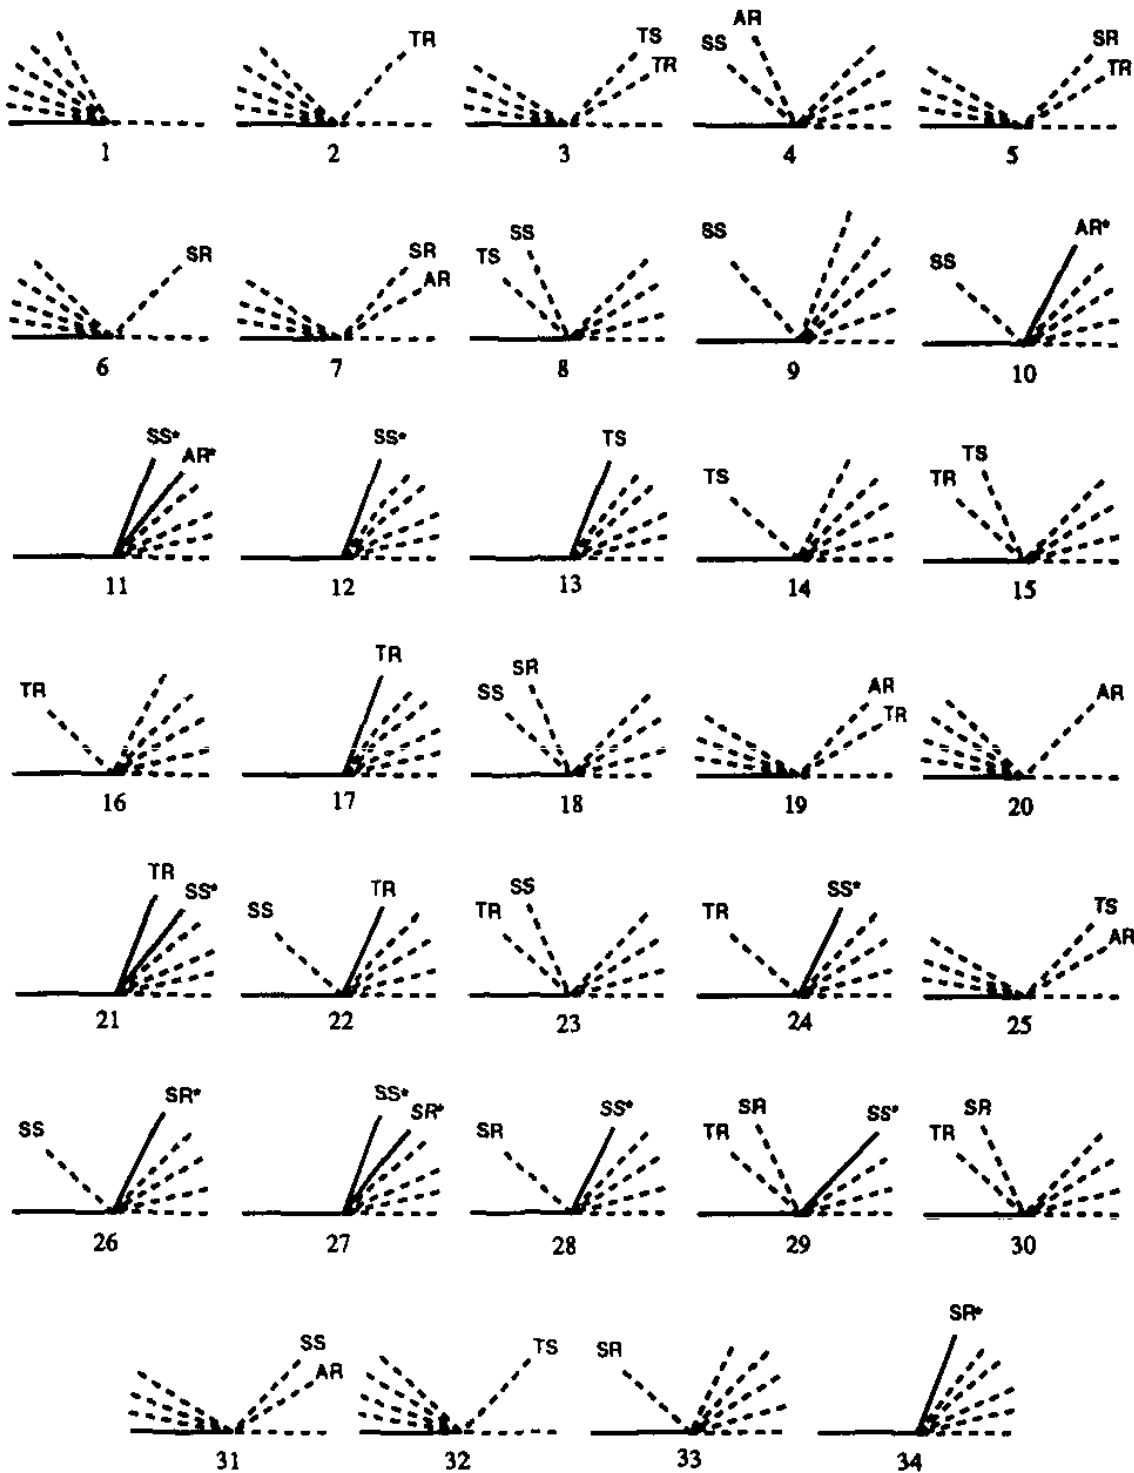 TR
TS
TR
AR
SS
SR
TR
1 2 3 4 5
SR
SR
AR
SS
TS
SS
AR*
SS
6 7 8 9 10
SS*
AR*
SS*
TS
TS
TS
TR
11 12 13 14 15
TR
TR
SR
SS
AR
TR
AR
16 17 18 19 20
TR
SS*
SS
TR
SS
TR
TR
SS*
TS
AR
21 22 23 24 25
SS
SR*
SS*
SR*
SR
SS*
SR
TR
SS*
SR
TR
26 27 28 29 30
SS
AR
TS
SR
SR*
31 32 33 34